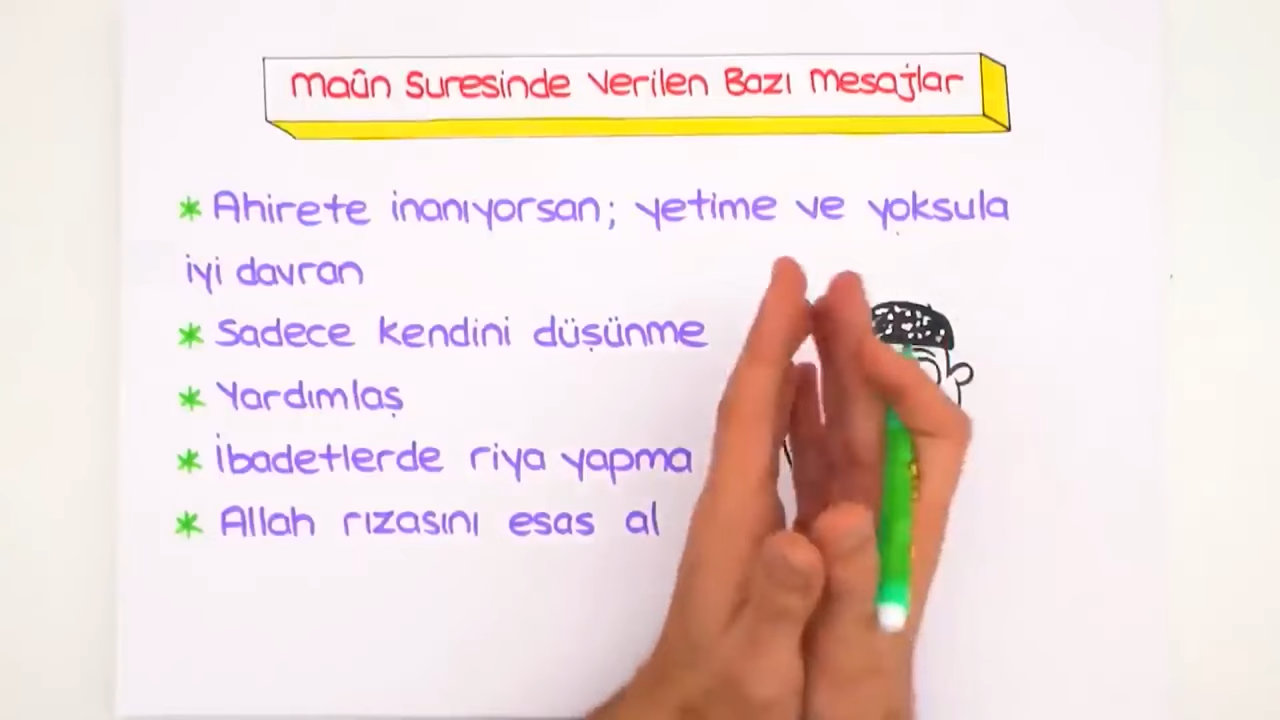 Maûn Suresinde Verilen Bazı Mesajlar
* Ahirete inanıyorsan; yetime ve yoksula
iyi davran
* Sadece kendini düşünme
* Yardımlaş
* İbadetlerde riya yapma
* Allah rızasını esas al